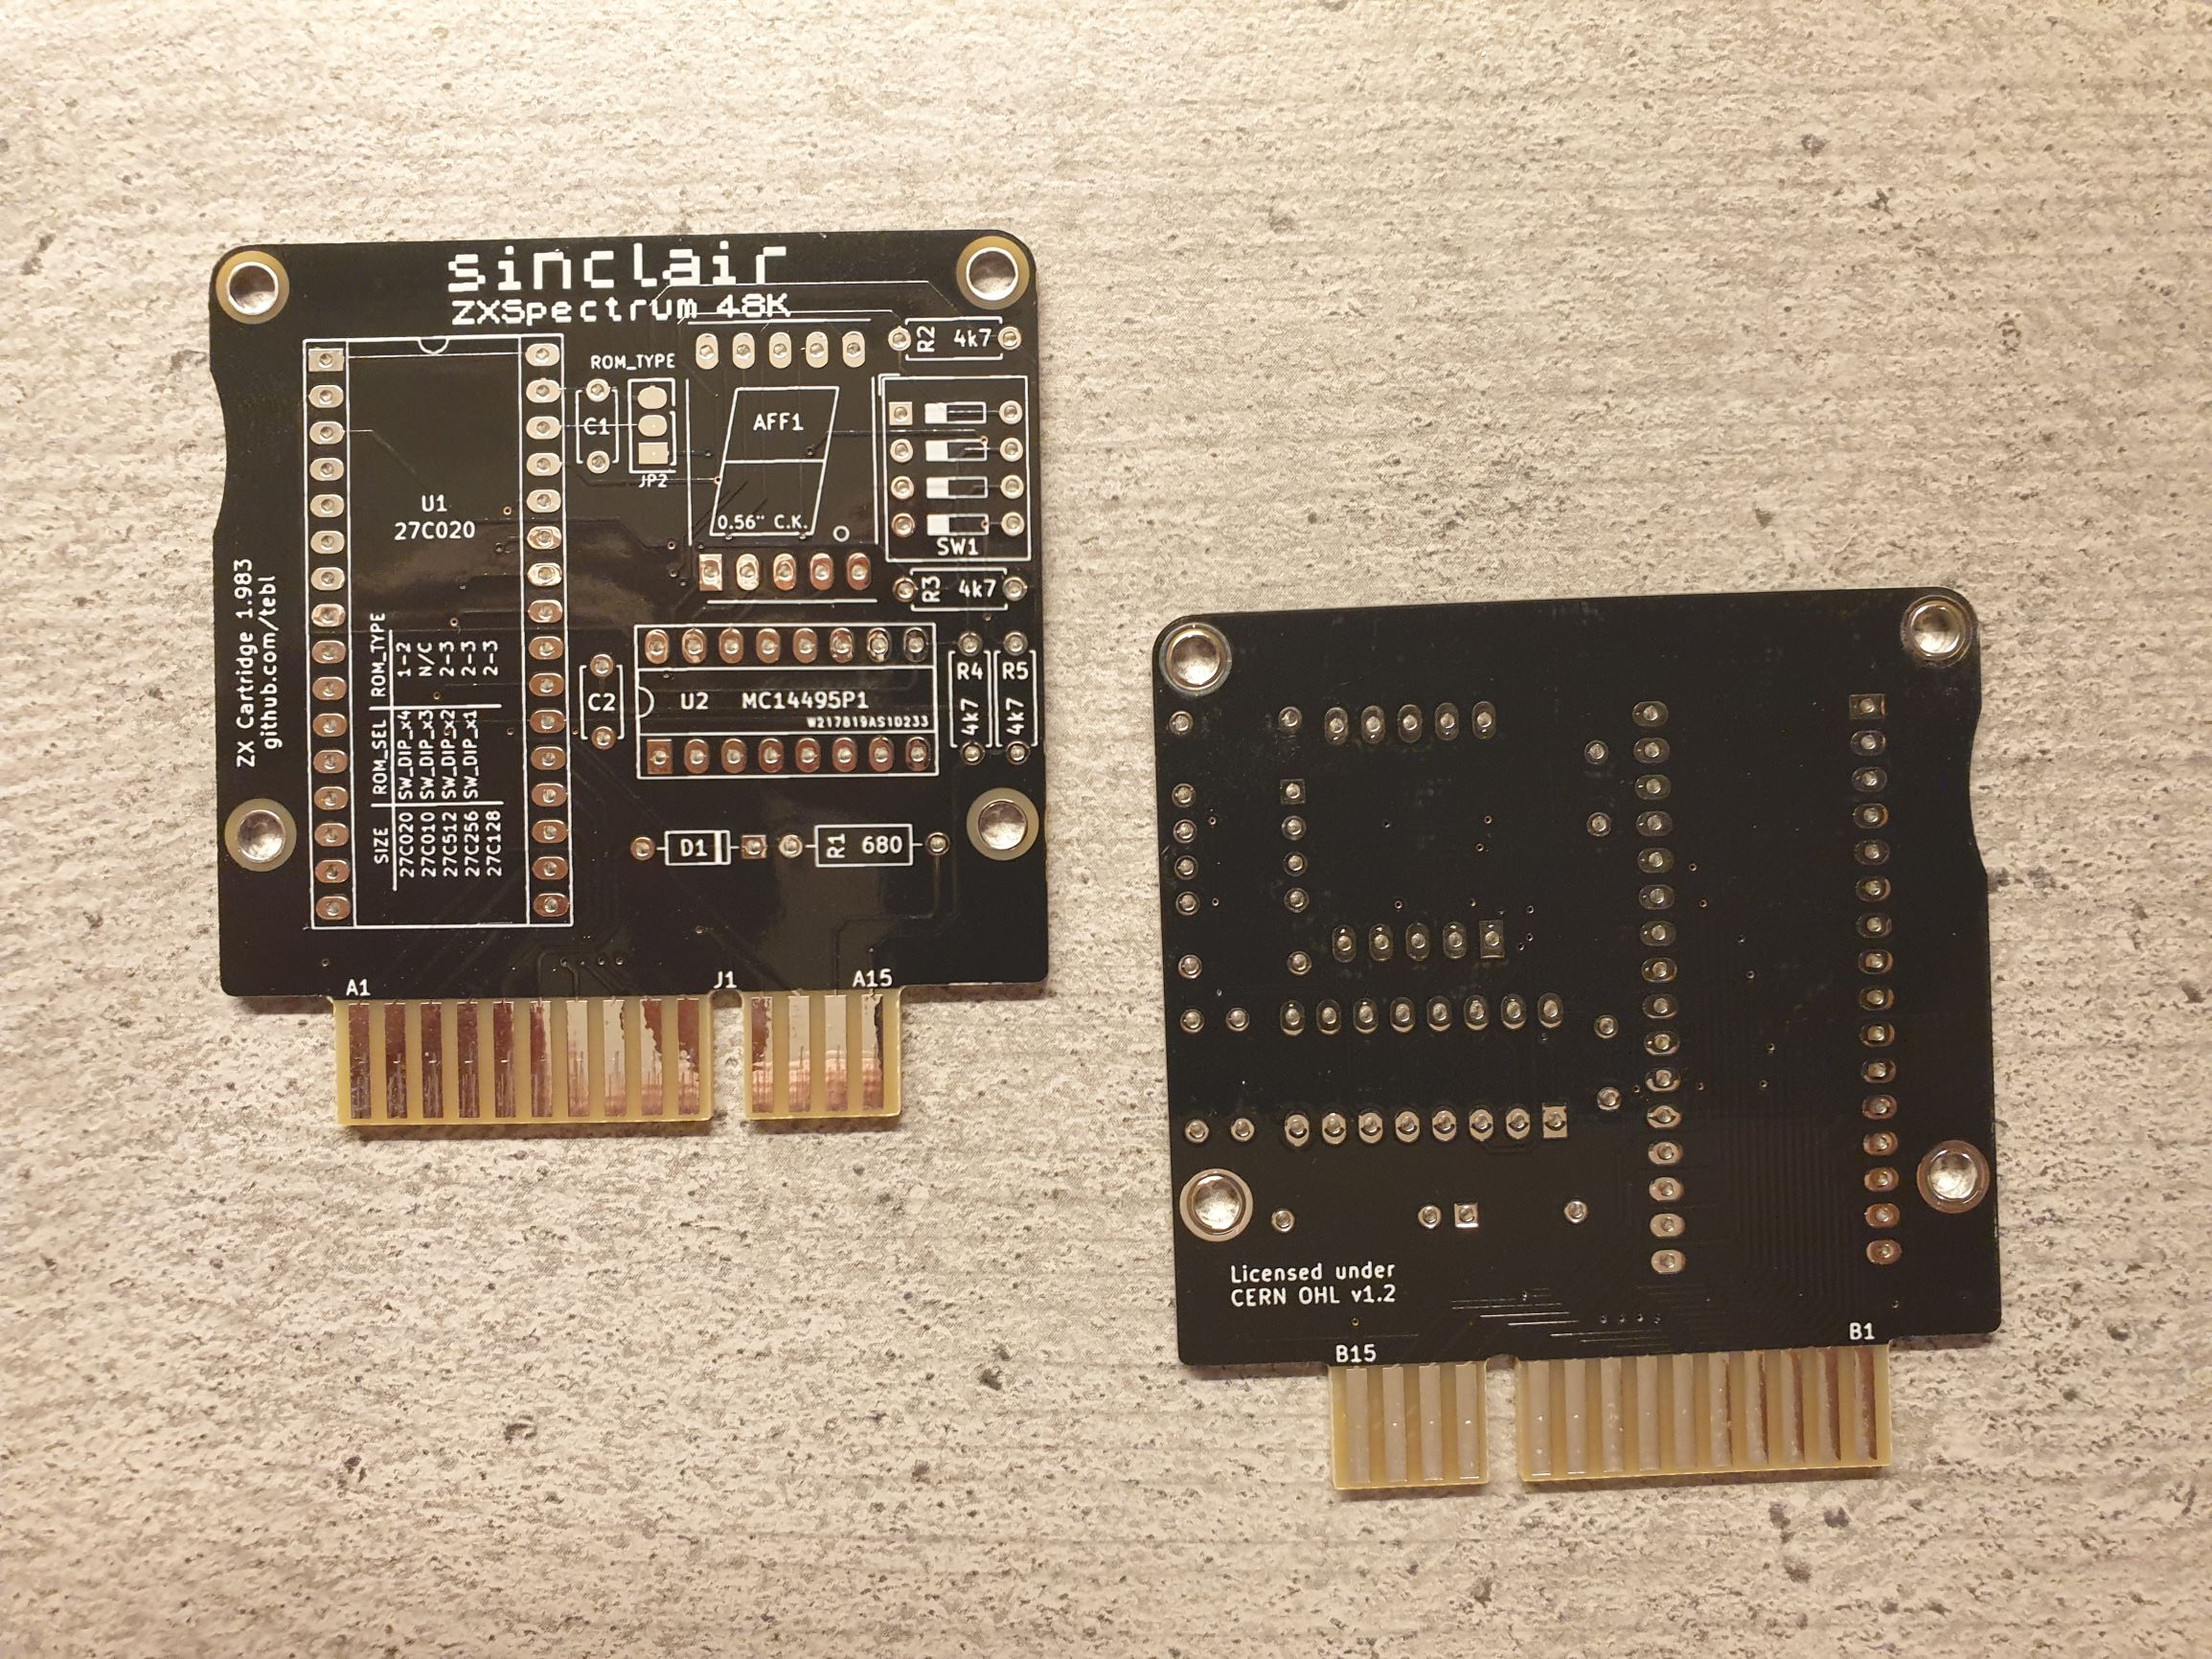 sinclair
ZXSpectrum 48K
ROM_TYPE
C1
JP2
U1
27C020
AFF1
0.56" C.K.
R2 4k7
SW1
R3 4k7
ZX Cartridge 1.983
github.com/tebl
SIZE ROM_SEL ROM_TYPE
27C020 SW_DIP_x4 1-2
27C010 SW_DIP_x3 N/C
27C512 SW_DIP_x2 2-3
27C256 SW_DIP_x1 2-3
27C128 2-3
C2
U2 MC14495P1
W217819AS1D233
R4 4k7
R5 4k7
D1
R1 680
A1
J1
A15
Licensed under
CERN OHL v1.2
B15
B1